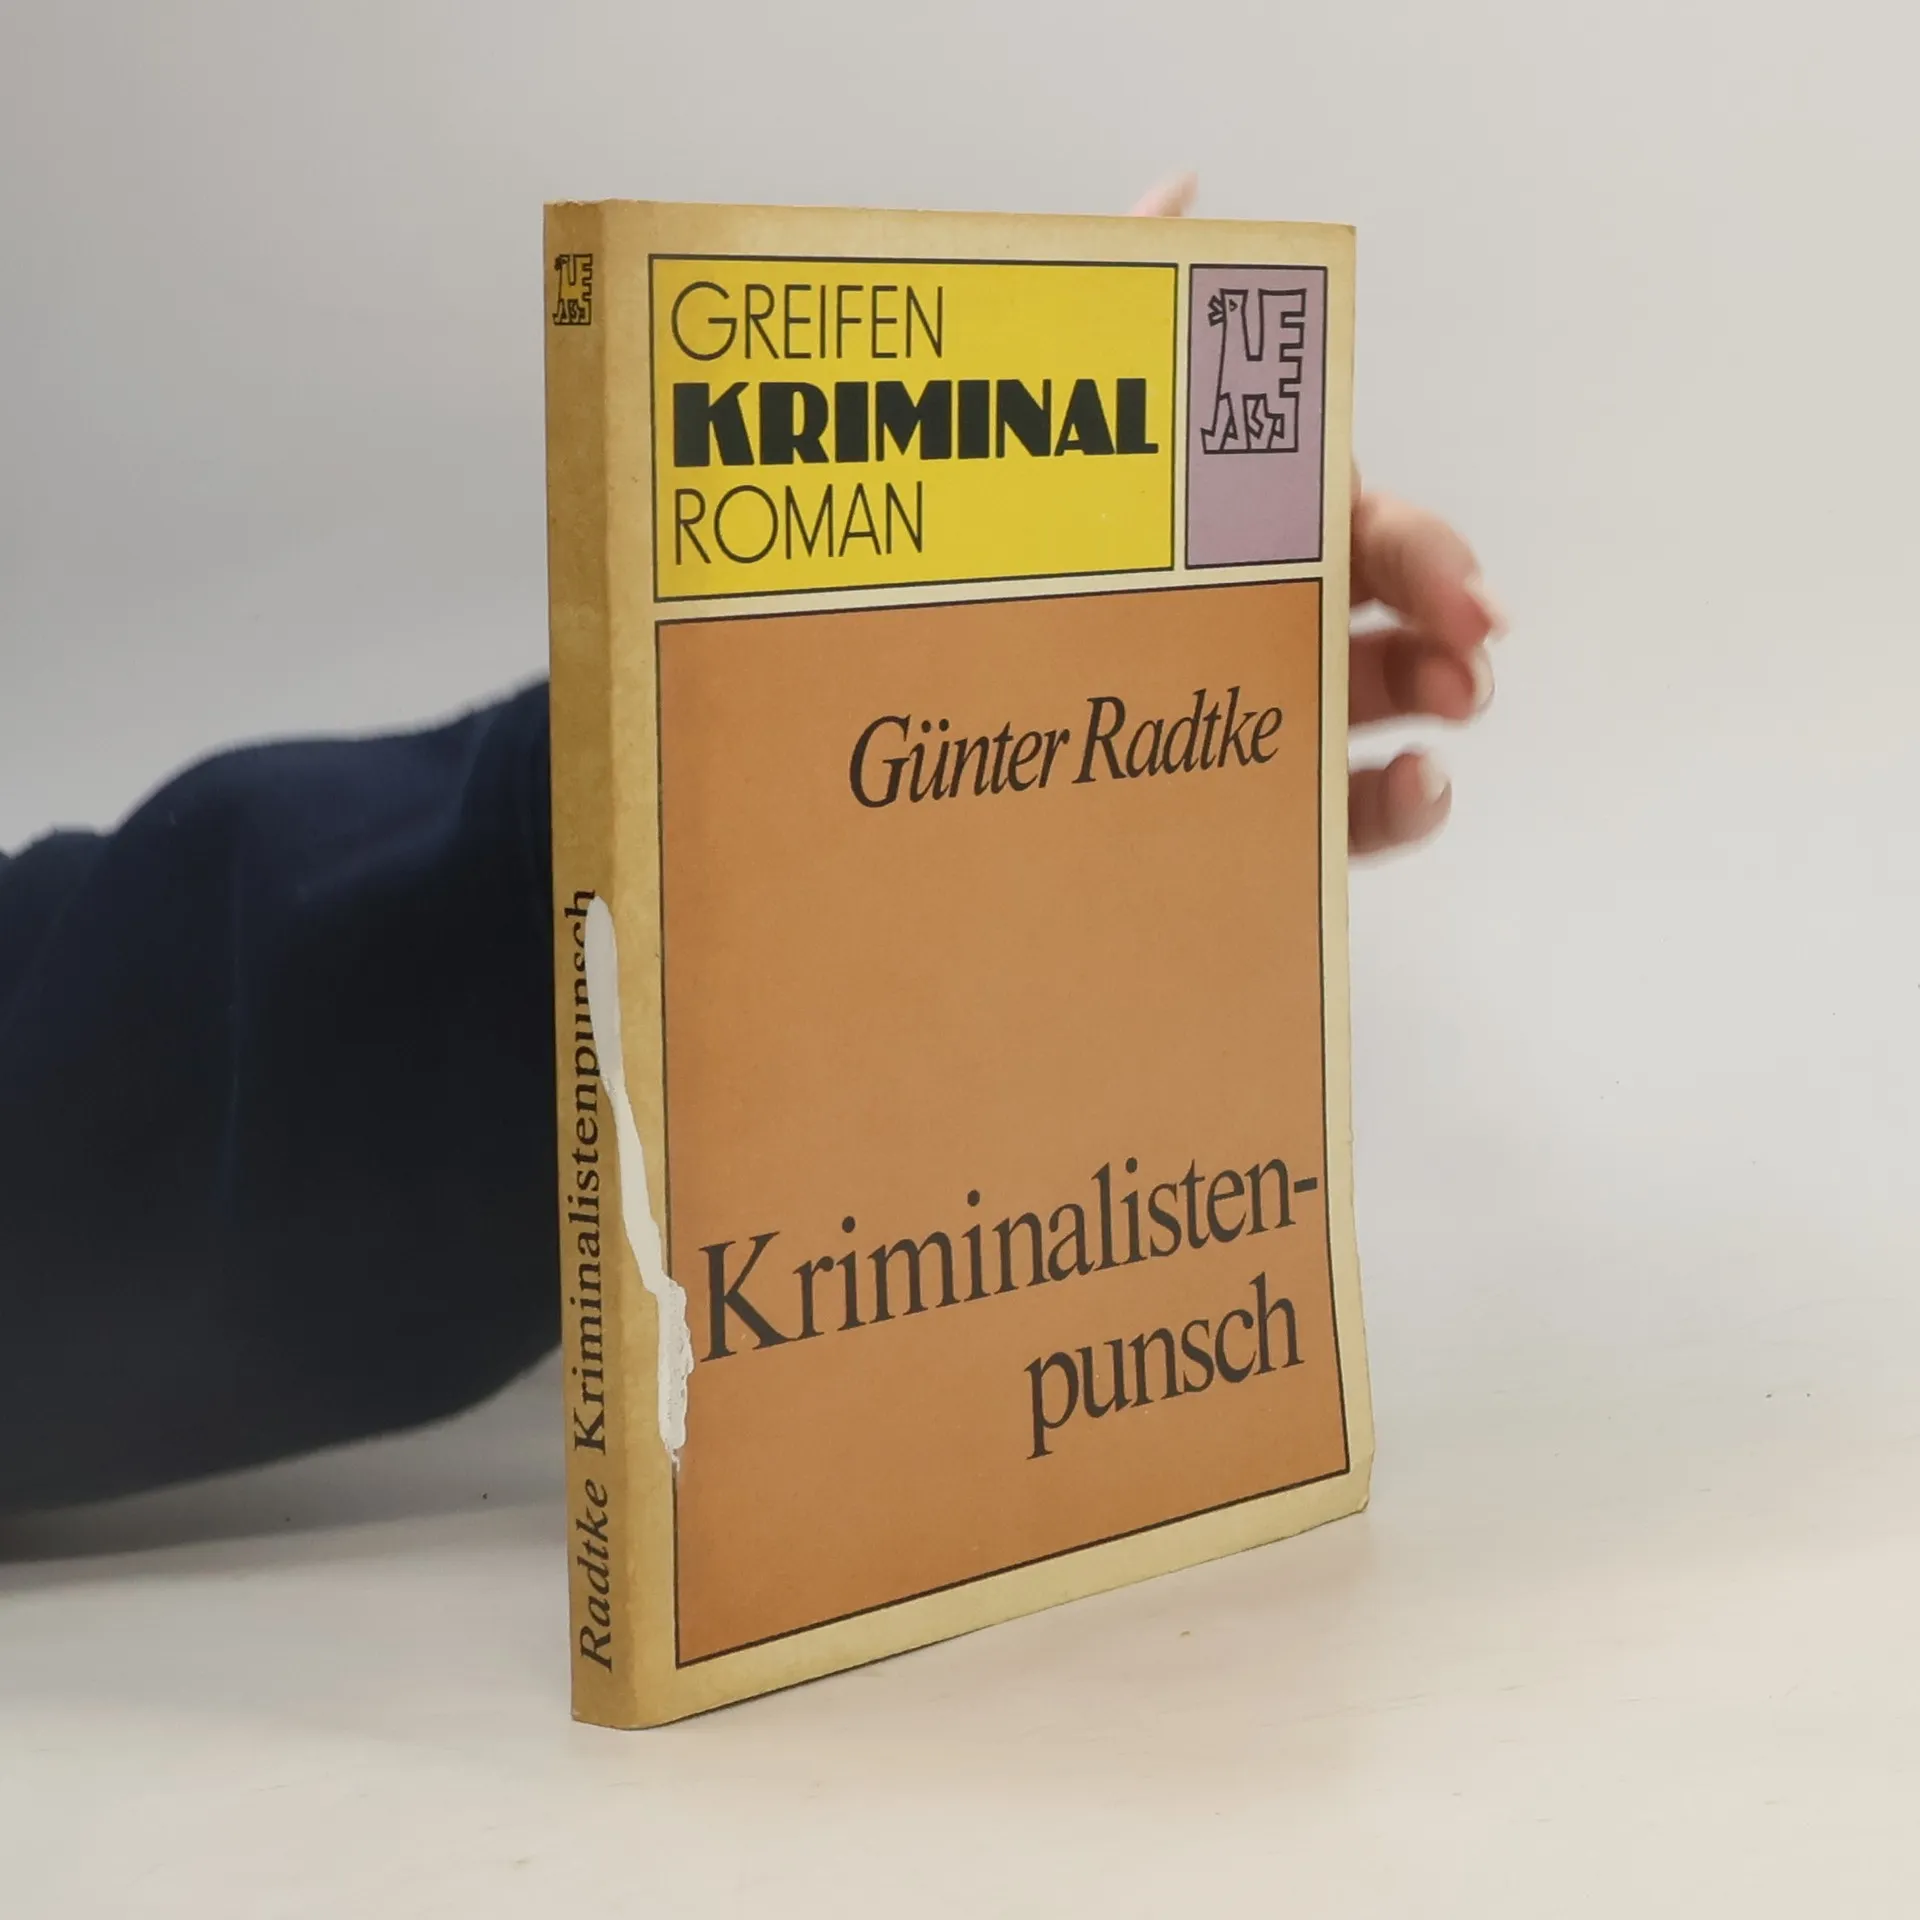 GREIFEN
KRIMINAL
ROMAN
Günter Radtke
Kriminalisten-
punsch
Radtke Kriminalistenpunsch